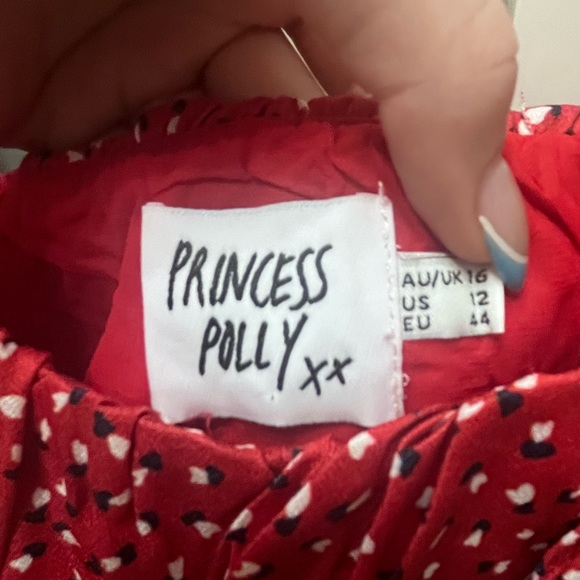 PRINCESS
POLLY xx
AU/UK 16
US 12
EU 44